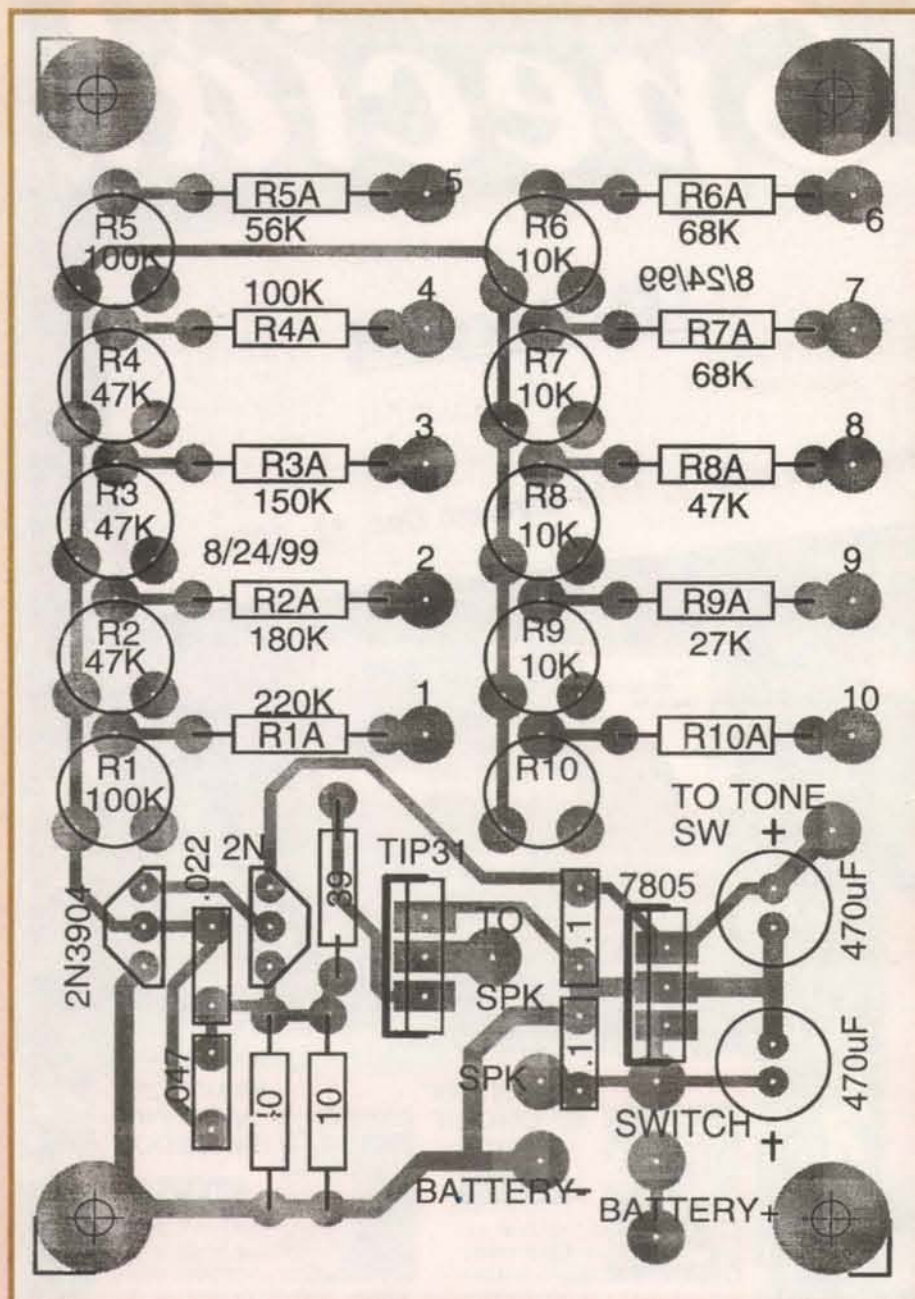 R5A
5
R6A
6
R5
100K
56K
R6
10K
68K
8/24/99
100K
4
7
R4A
R7A
R4
47K
R7
10K
68K
3
8
R3A
R8A
R3
47K
150K
R8
10K
47K
8/24/99
2
9
R2A
R9A
R2
47K
180K
R9
10K
27K
220K
1
10
R1A
R10A
R1
100K
R10
TO TONE
SW +
.022
2N
TIP31
7805
2N3904
39
TO
.1
470uF
SPK
.1
SPK
470uF
.047
10
SWITCH
+
BATTERY-
BATTERY+